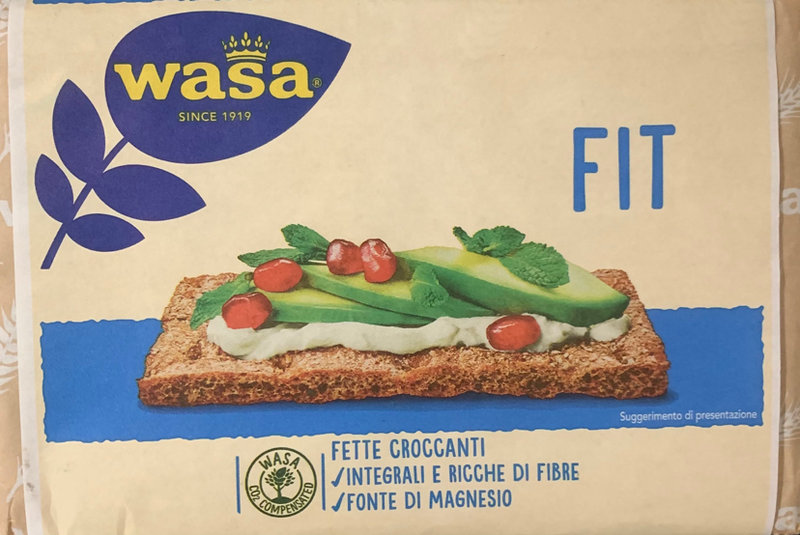 wasa®
SINCE 1919
FIT
Suggerimento di presentazione
WASA
CO2 COMPENSATED
FETTE CROCCANTI
✓INTEGRALI E RICCHE DI FIBRE
✓FONTE DI MAGNESIO